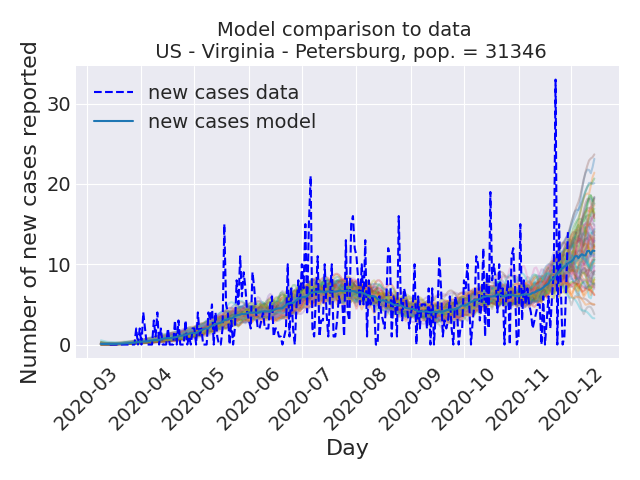 Model comparison to data
US - Virginia - Petersburg, pop. = 31346
Number of new cases reported
30
20
10
0
new cases data
new cases model
2020-03
2020-04
2020-05
2020-06
2020-07
2020-08
2020-09
2020-10
2020-11
2020-12
Day